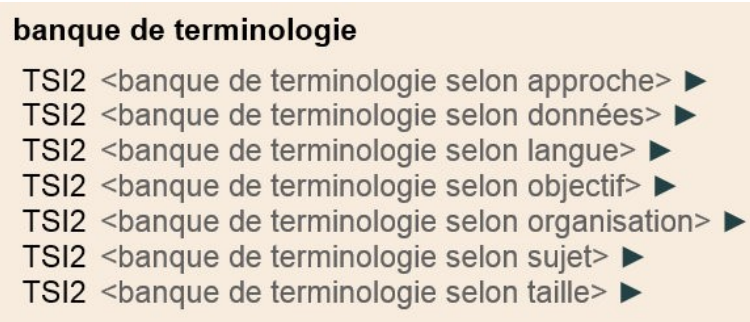 banque de terminologie
TSI2 <banque de terminologie selon approche> ►
TSI2 <banque de terminologie selon données> ►
TSI2 <banque de terminologie selon langue> ►
TSI2 <banque de terminologie selon objectif> ►
TSI2 <banque de terminologie selon organisation> ►
TSI2 <banque de terminologie selon sujet> ►
TSI2 <banque de terminologie selon taille> ►